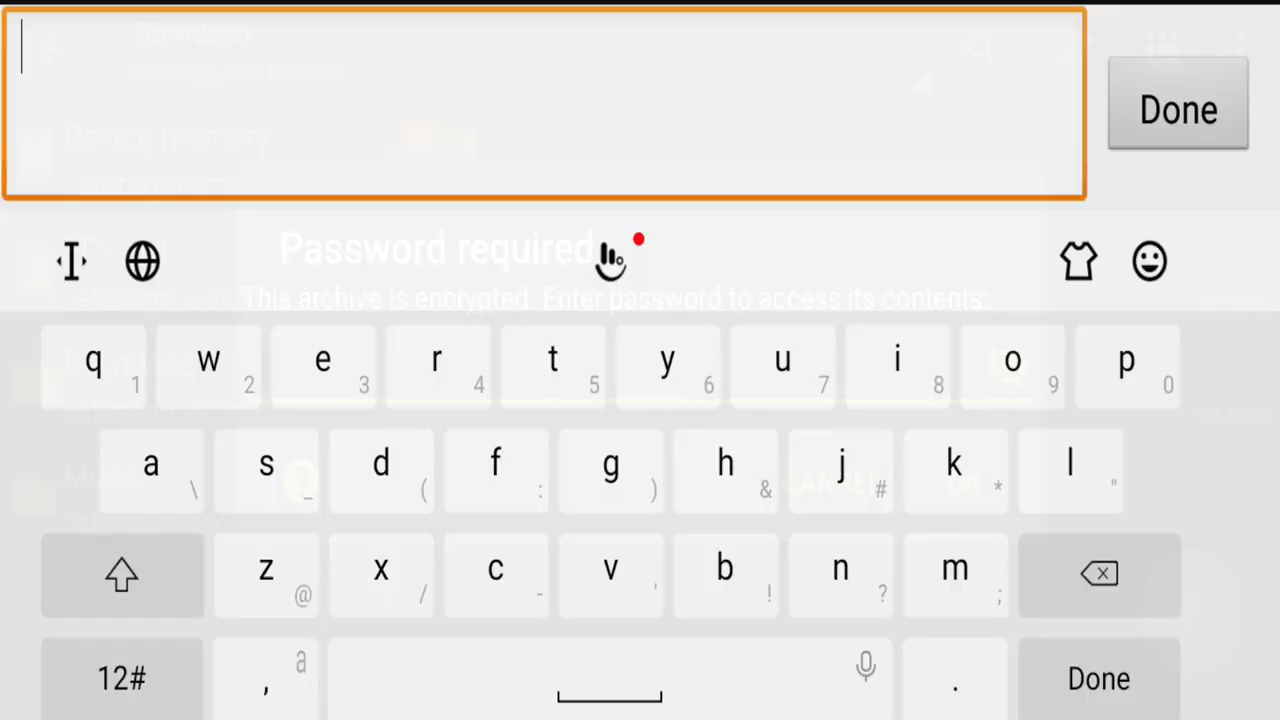 Download
Done
Password required
This archive is encrypted. Enter password to access its contents:
q 1 w 2 e 3 r 4 t 5 y 6 u 7 i 8 o 9 p 0
a \ s _ d ( f : g ) h & j # k * l "
z @ x / c - v ' b ! n ? m ;
12# , a . Done